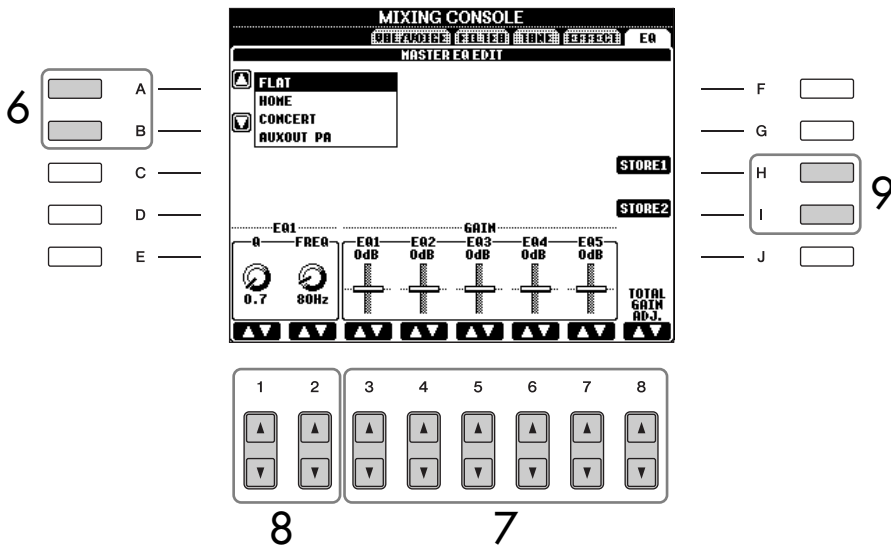 MIXING CONSOLE
VOL/VOICE FILTER TUNE EFFECT EQ
MASTER EQ EDIT
FLAT
HOME
CONCERT
AUXOUT PA
6
A
B
C
D
E
F
G
H
I
J
9
STORE1
STORE2
EQ1
GAIN
Q FREQ EQ1 EQ2 EQ3 EQ4 EQ5
0dB 0dB 0dB 0dB 0dB
0.7 80Hz
TOTAL
GAIN
ADJ.
1 2 3 4 5 6 7 8
8 7